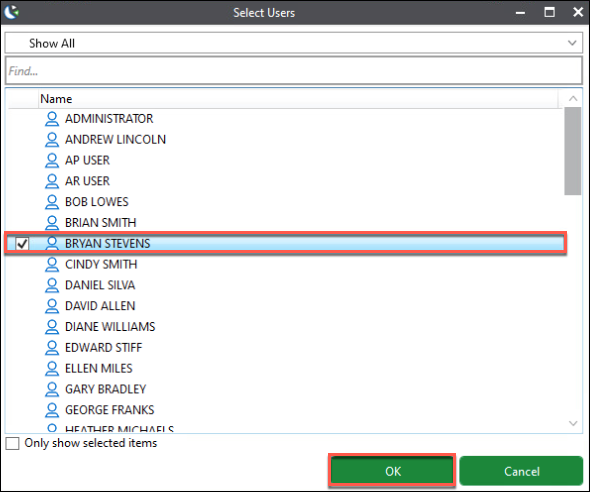 Select Users
Show All
Find...
Name
ADMINISTRATOR
ANDREW LINCOLN
AP USER
AR USER
BOB LOWES
BRIAN SMITH
BRYAN STEVENS
CINDY SMITH
DANIEL SILVA
DAVID ALLEN
DIANE WILLIAMS
EDWARD STIFF
ELLEN MILES
GARY BRADLEY
GEORGE FRANKS
HEATHER MICHAELS
Only show selected items
OK Cancel